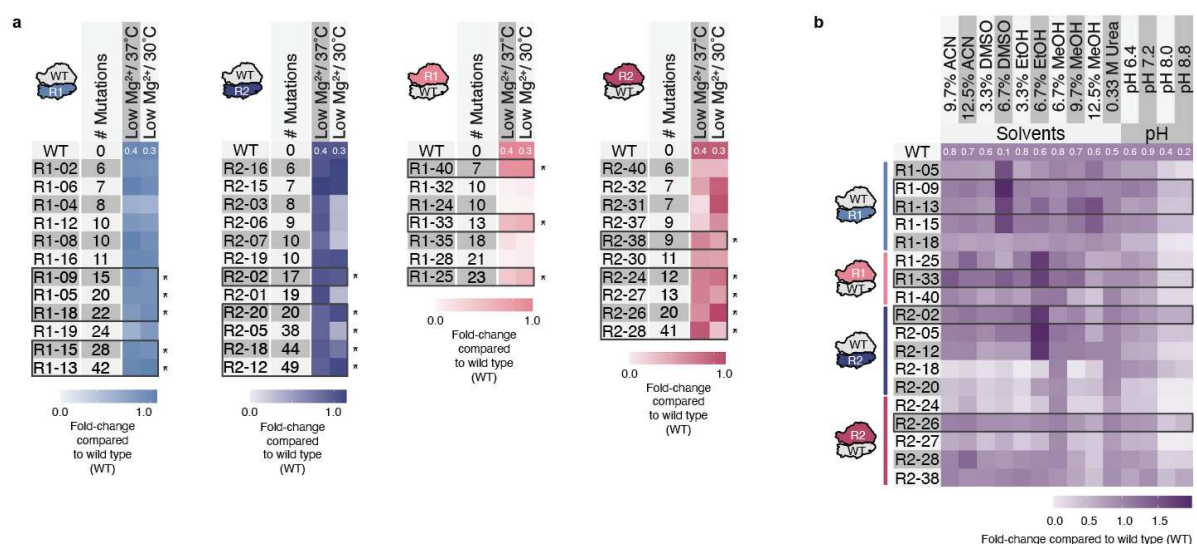 a
WT
R1
# Mutations
Low Mg²⁺/ 37˚C
Low Mg²⁺/ 30˚C
WT 0 0.4 0.3
R1-02 6
R1-06 7
R1-04 8
R1-12 10
R1-08 10
R1-16 11
R1-09 15 *
R1-05 20 *
R1-18 22 *
R1-19 24
R1-15 28 *
R1-13 42 *
0.0 1.0
Fold-change
compared
to wild type
(WT)
WT
R2
# Mutations
Low Mg²⁺/ 37˚C
Low Mg²⁺/ 30˚C
WT 0 0.4 0.3
R2-16 6
R2-15 7
R2-03 8
R2-06 9
R2-07 10
R2-19 10
R2-02 17 *
R2-01 19
R2-20 20 *
R2-05 38 *
R2-18 44 *
R2-12 49 *
0.0 1.0
Fold-change
compared
to wild type
(WT)
R1
WT
# Mutations
Low Mg²⁺/ 37˚C
Low Mg²⁺/ 30˚C
WT 0 0.4 0.3
R1-40 7 *
R1-32 10
R1-24 10
R1-33 13 *
R1-35 18
R1-28 21
R1-25 23 *
0.0 1.0
Fold-change
compared
to wild type
(WT)
R2
WT
# Mutations
Low Mg²⁺/ 37˚C
Low Mg²⁺/ 30˚C
WT 0 0.4 0.3
R2-40 6
R2-32 7
R2-31 7
R2-37 9
R2-38 9 *
R2-30 11
R2-24 12 *
R2-27 13 *
R2-26 20 *
R2-28 41 *
0.0 1.0
Fold-change
compared
to wild type
(WT)
b
9.7% ACN
12.5% ACN
3.3% DMSO
6.7% DMSO
3.3% EtOH
6.7% EtOH
6.7% MeOH
9.7% MeOH
12.5% MeOH
0.33 M Urea
pH 6.4
pH 7.2
pH 8.0
pH 8.8
Solvents pH
WT 0.8 0.7 0.6 0.1 0.8 0.6 0.8 0.7 0.6 0.5 0.6 0.9 0.4 0.2
WT
R1
R1-05
R1-09
R1-13
R1-15
R1-18
R1
WT
R1-25
R1-33
R1-40
WT
R2
R2-02
R2-05
R2-12
R2-18
R2-20
R2
WT
R2-24
R2-26
R2-27
R2-28
R2-38
0.0 0.5 1.0 1.5
Fold-change compared to wild type (WT)